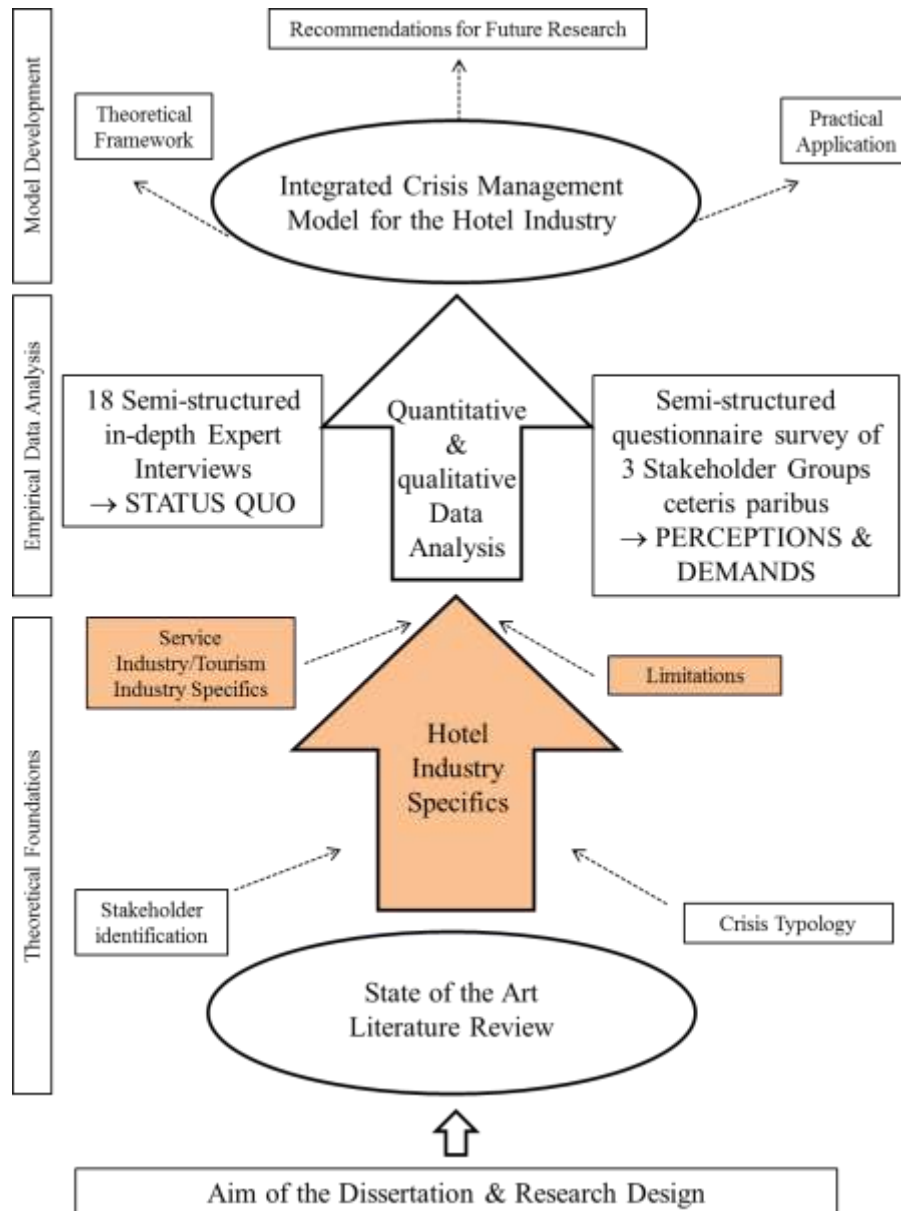 Model Development
Recommendations for Future Research
Theoretical
Framework
Practical
Application
Integrated Crisis Management
Model for the Hotel Industry
Empirical Data Analysis
18 Semi-structured
in-depth Expert
Interviews
→ STATUS QUO
Quantitative
&
qualitative
Data
Analysis
Semi-structured
questionnaire survey of
3 Stakeholder Groups
ceteris paribus
→ PERCEPTIONS &
DEMANDS
Theoretical Foundations
Service
Industry/Tourism
Industry Specifics
Limitations
Hotel
Industry
Specifics
Stakeholder
identification
Crisis Typology
State of the Art
Literature Review
Aim of the Dissertation & Research Design